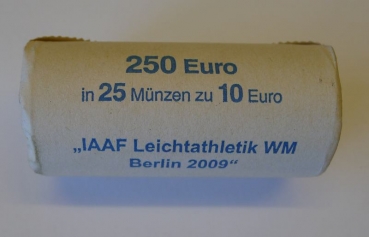 250 Euro
in 25 Münzen zu 10 Euro
„IAAF Leichtathletik WM
Berlin 2009“